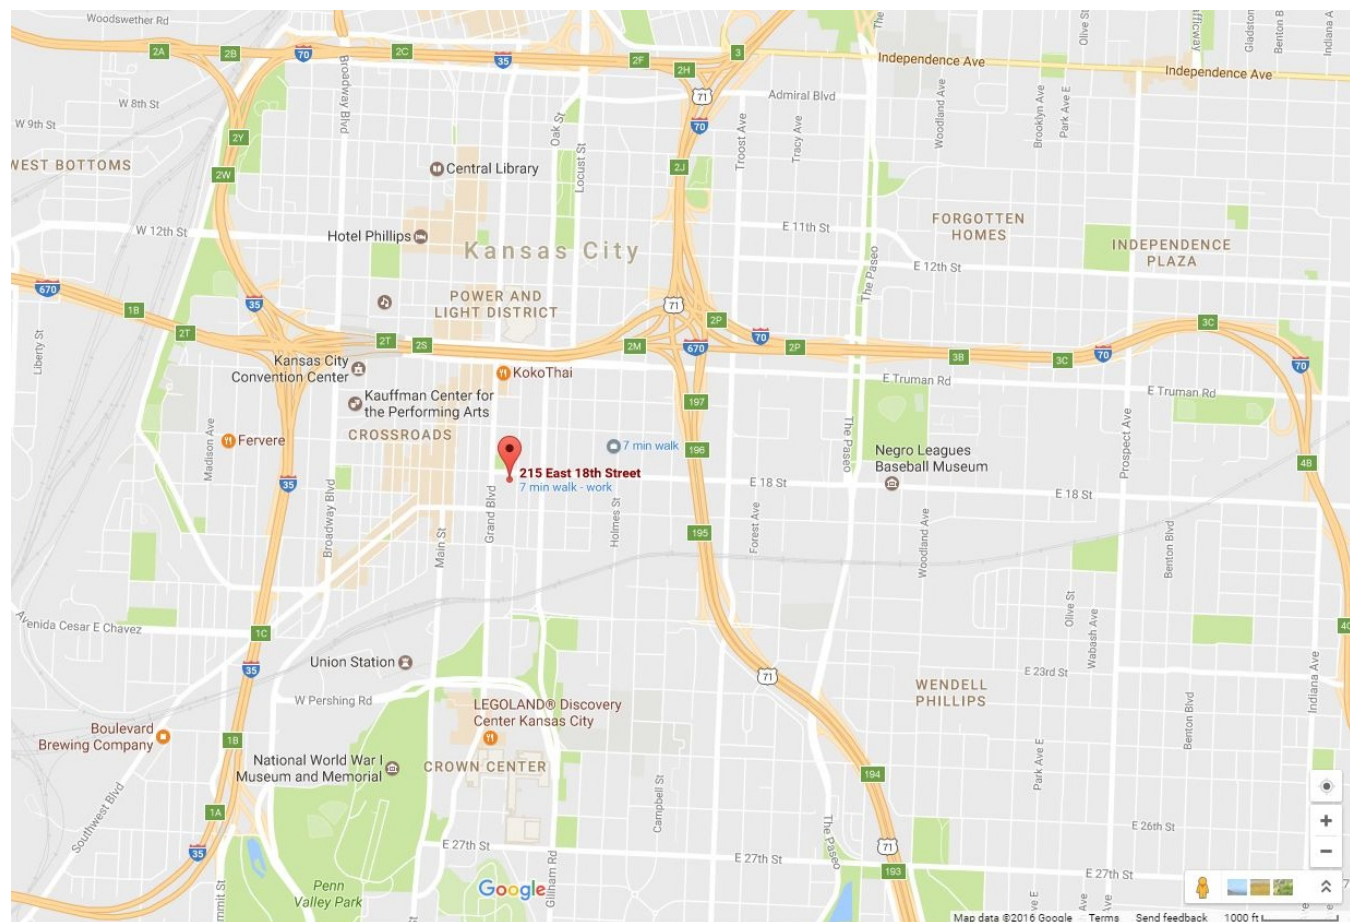 Woodswether Rd
2A
2B
70
2C
35
2F
2H
3
Independence Ave
Independence Ave
Olive St
Gladston
Benton B
Indiana A
Broadway Blvd
W 8th St
71
Admiral Blvd
Woodland Ave
Brooklyn Ave
Park Ave E
W 9th St
2Y
Oak St
70
Troost Ave
Tracy Ave
WEST BOTTOMS
2W
Central Library
Locust St
2J
W 12th St
Hotel Phillips
Kansas City
E 11th St
FORGOTTEN
HOMES
INDEPENDENCE
PLAZA
E 12th St
The Paseo
670
1B
35
POWER AND
LIGHT DISTRICT
71
2P
3C
2T
2T
2S
2M
670
70
2P
3B
3C
70
70
Liberty St
Kansas City
Convention Center
KokoThai
E Truman Rd
E Truman Rd
Kauffman Center for
the Performing Arts
197
Madison Ave
Fervere
CROSSROADS
7 min walk
196
The Paseo
Negro Leagues
Baseball Museum
Prospect Ave
4B
35
215 East 18th Street
7 min walk - work
E 18 St
E 18 St
Broadway Blvd
Main St
Grand Blvd
Holmes St
195
Forest Ave
Woodland Ave
Benton Blvd
Avenida Cesar E Chavez
1C
Olive St
Wabash Ave
4C
35
Union Station
W Pershing Rd
71
E 23rd St
WENDELL
PHILLIPS
Indiana Ave
LEGOLAND® Discovery
Center Kansas City
Boulevard
Brewing Company
1B
National World War I
Museum and Memorial
CROWN CENTER
194
Park Ave E
Benton Blvd
Southwest Blvd
1A
Campbell St
The Paseo
E 26th St
35
E 27th St
E 27th St
71
193
E 27th St
Penn
Valley Park
mmit St
Gillham Rd
Google
Map data ©2016 Google
Terms
Send feedback
1000 ft